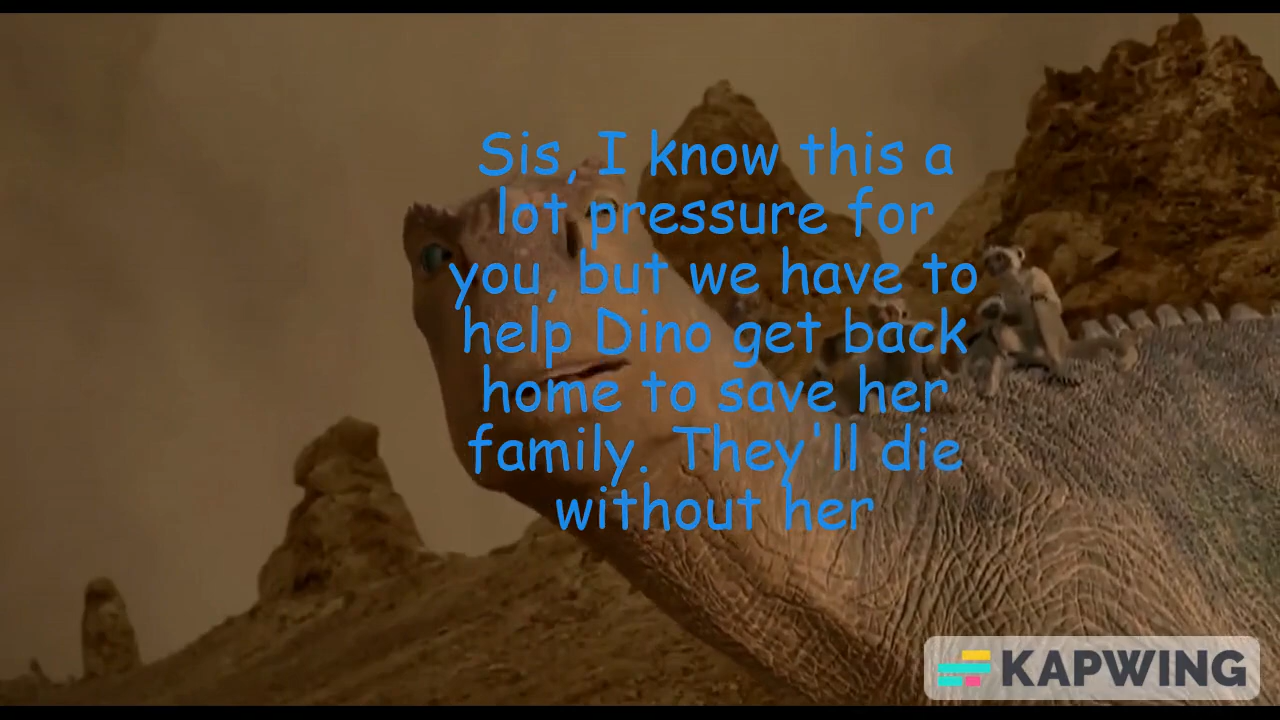 Sis, I know this a
lot pressure for
you, but we have to
help Dino get back
home to save her
family. They'll die
without her
KAPWING